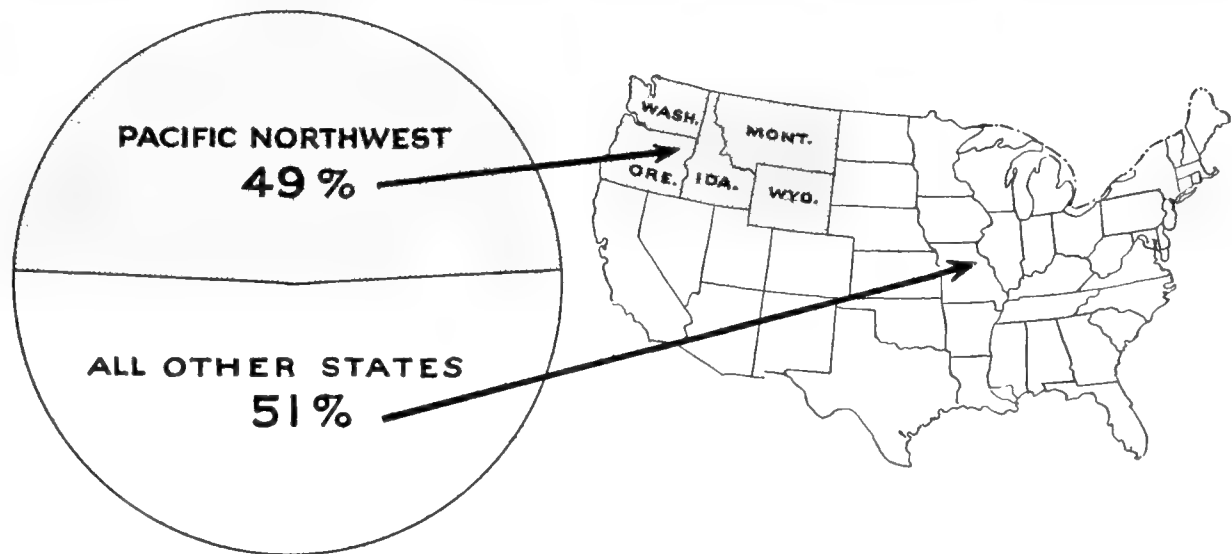 PACIFIC NORTHWEST
49%
ALL OTHER STATES
51%
WASH.
MONT.
ORE.
IDA.
WYO.